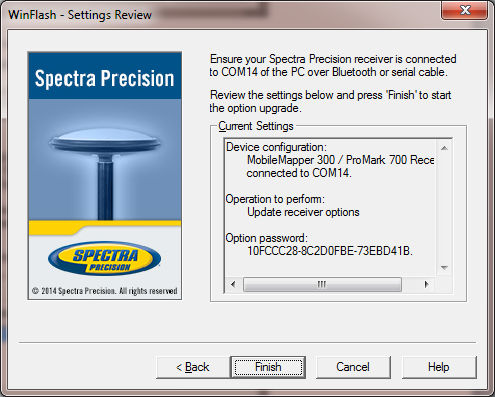 WinFlash - Settings Review
Spectra Precision
SPECTRA
PRECISION
© 2014 Spectra Precision. All rights reserved
Ensure your Spectra Precision receiver is connected
to COM14 of the PC over Bluetooth or serial cable.
Review the settings below and press 'Finish' to start
the option upgrade.
Current Settings
Device configuration:
MobileMapper 300 / ProMark 700 Rece
connected to COM14.
Operation to perform:
Update receiver options
Option password:
10FCCC28-8C2D0FBE-73EBD41B.
< Back
Finish
Cancel
Help